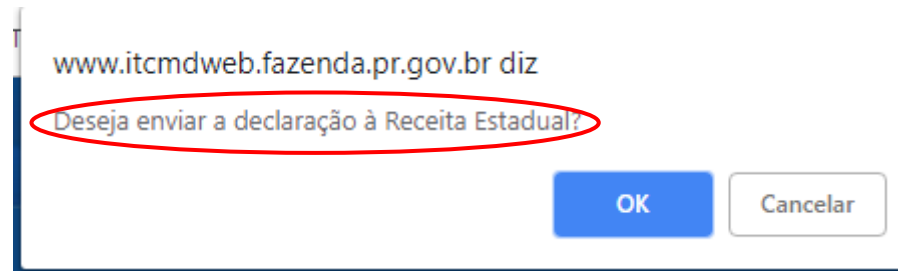 www.itcmdweb.fazenda.pr.gov.br diz
Deseja enviar a declaração à Receita Estadual?
OK Cancelar